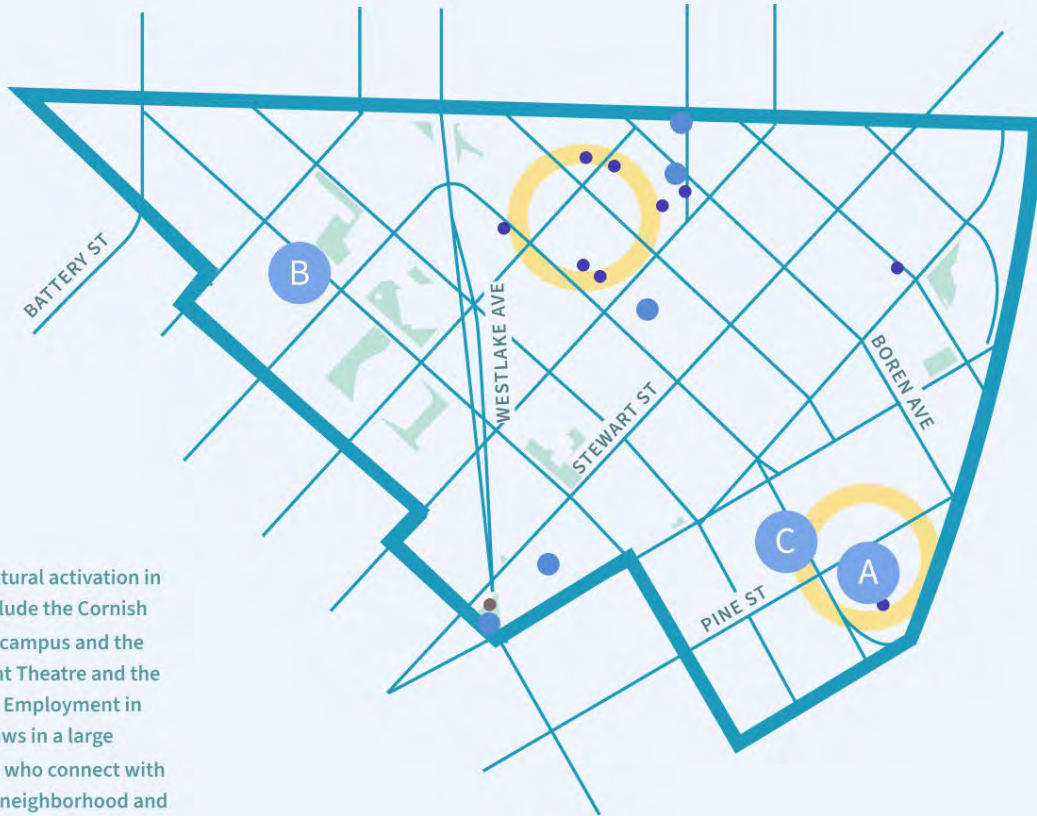 BATTERY ST
B
WESTLAKE AVE
STEWART ST
BOREN AVE
C
A
PINE ST
tural activation in
lude the Cornish
campus and the
nt Theatre and the
Employment in
ws in a large
who connect with
neighborhood and